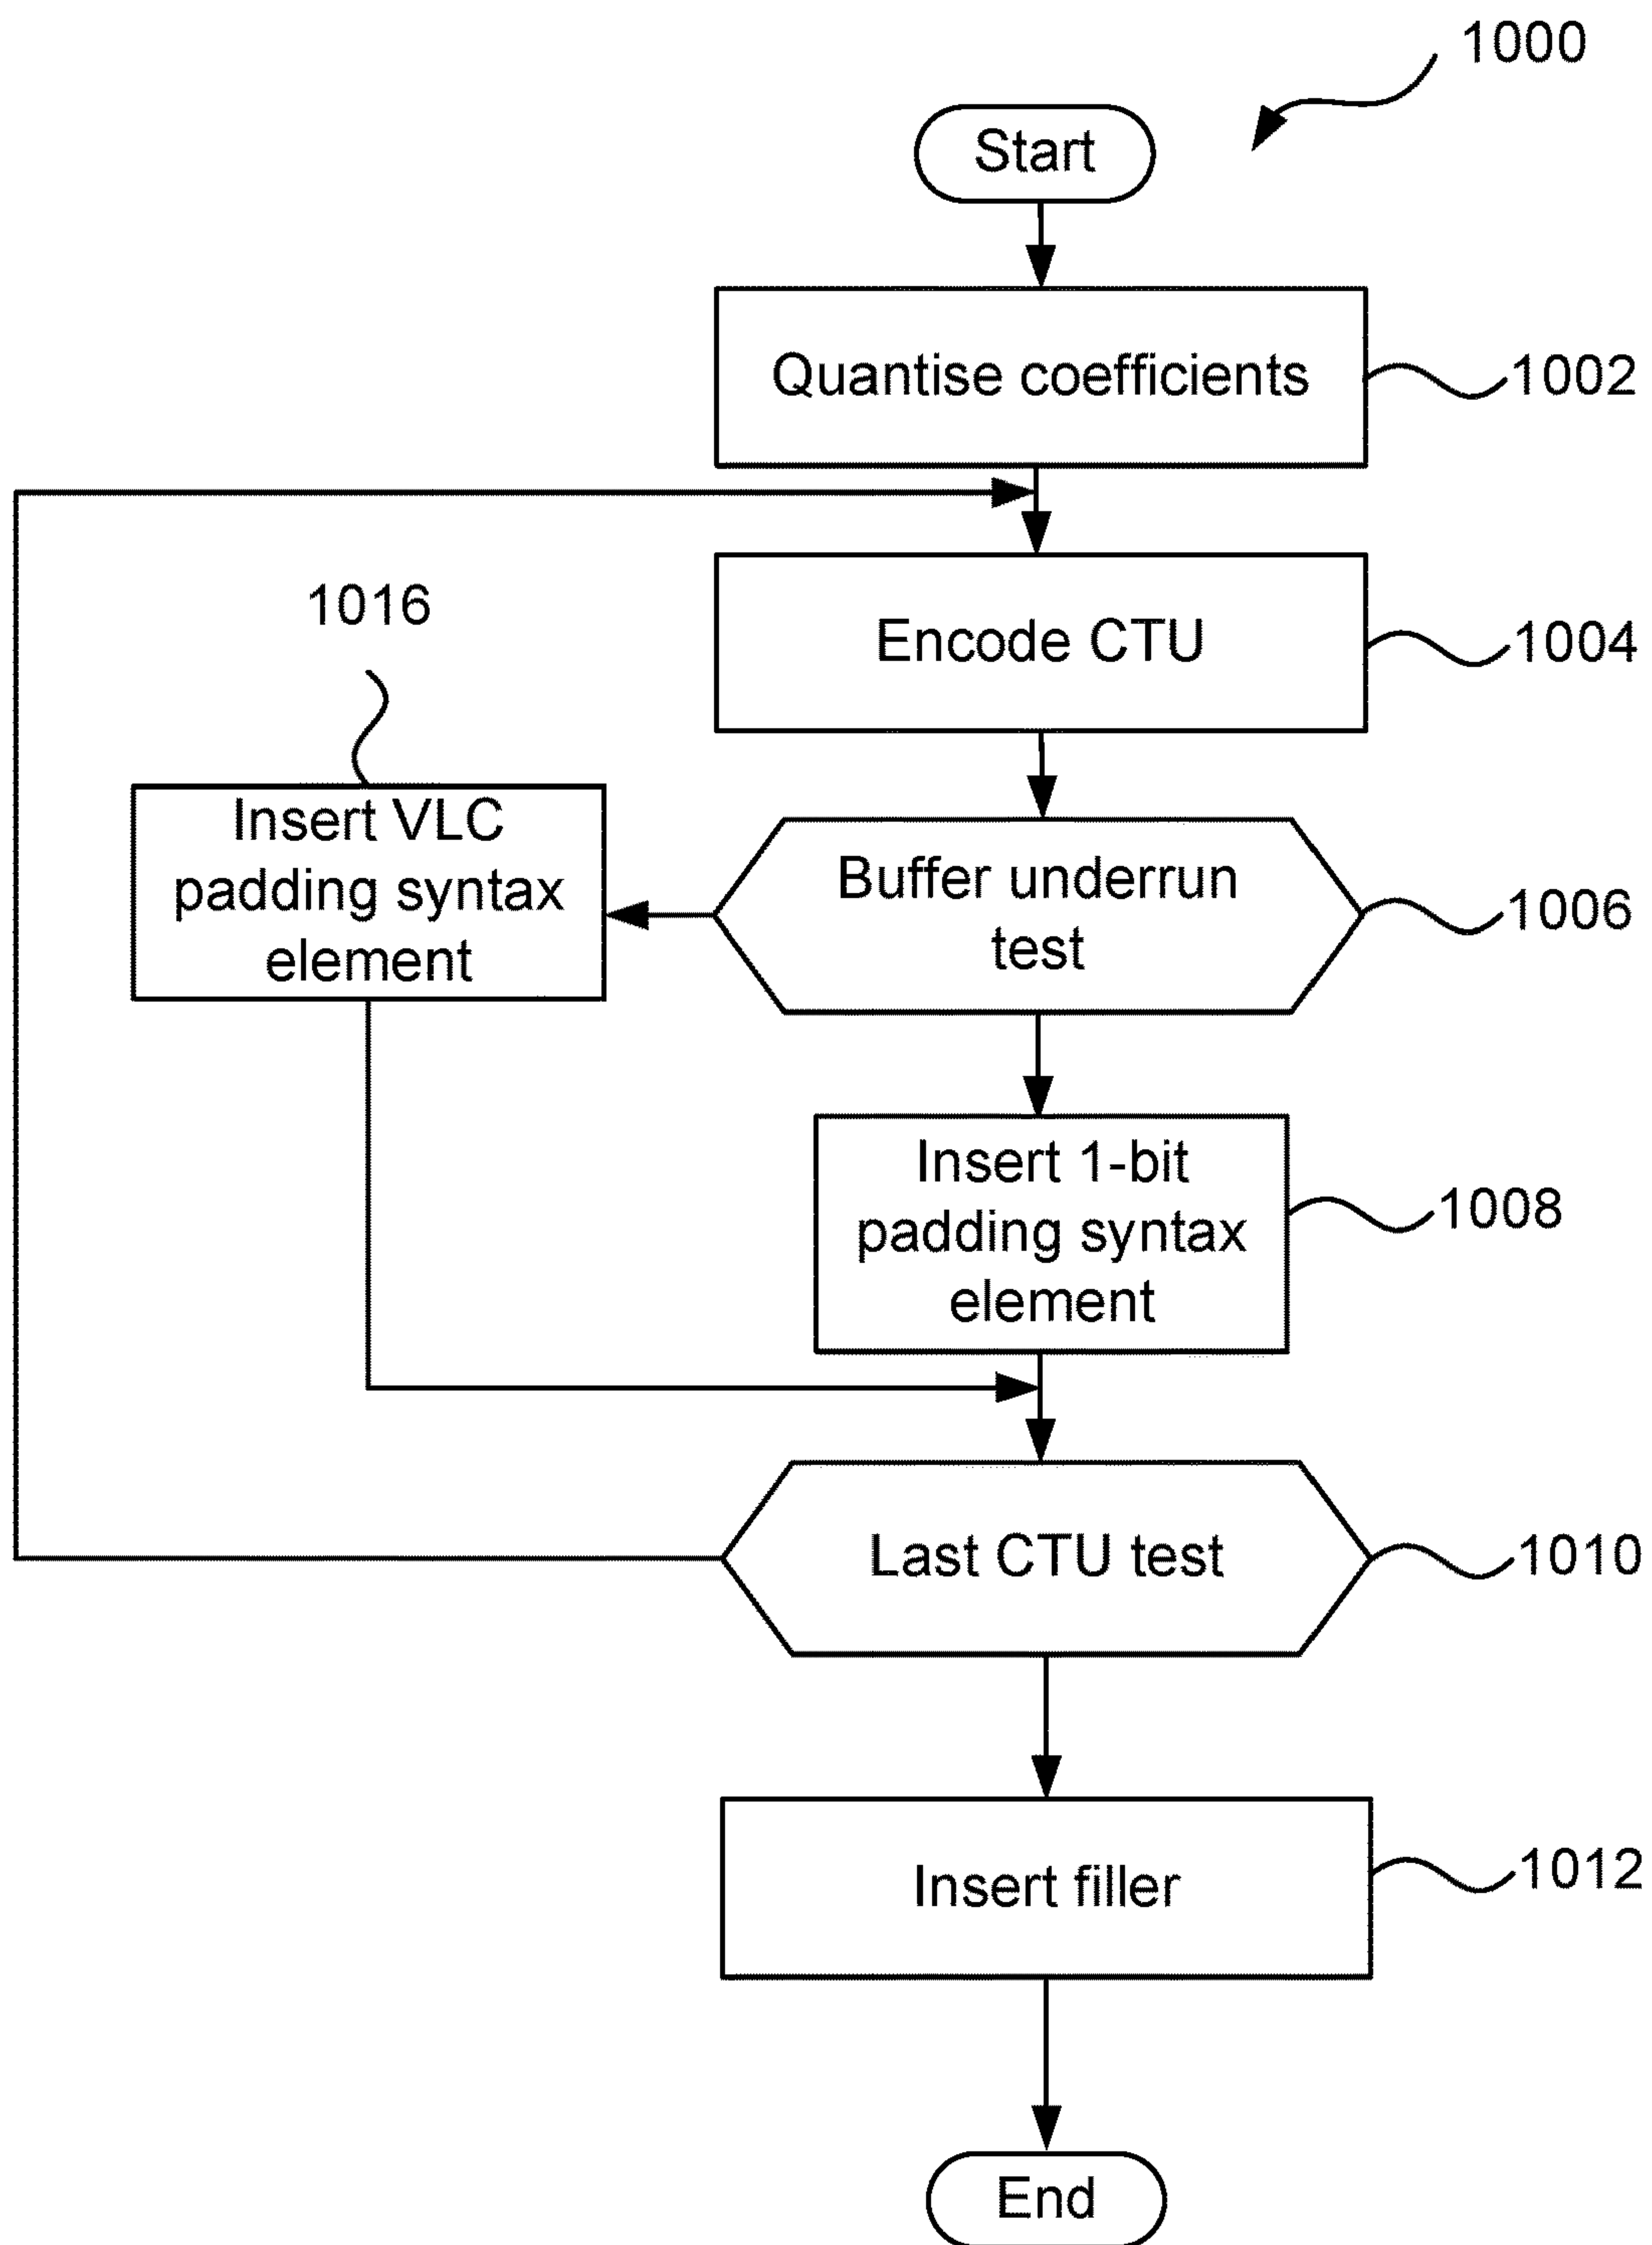 1000
Start
Quantise coefficients
1002
Encode CTU
1004
1016
Insert VLC
padding syntax
element
Buffer underrun
test
1006
Insert 1-bit
padding syntax
element
1008
Last CTU test
1010
Insert filler
1012
End